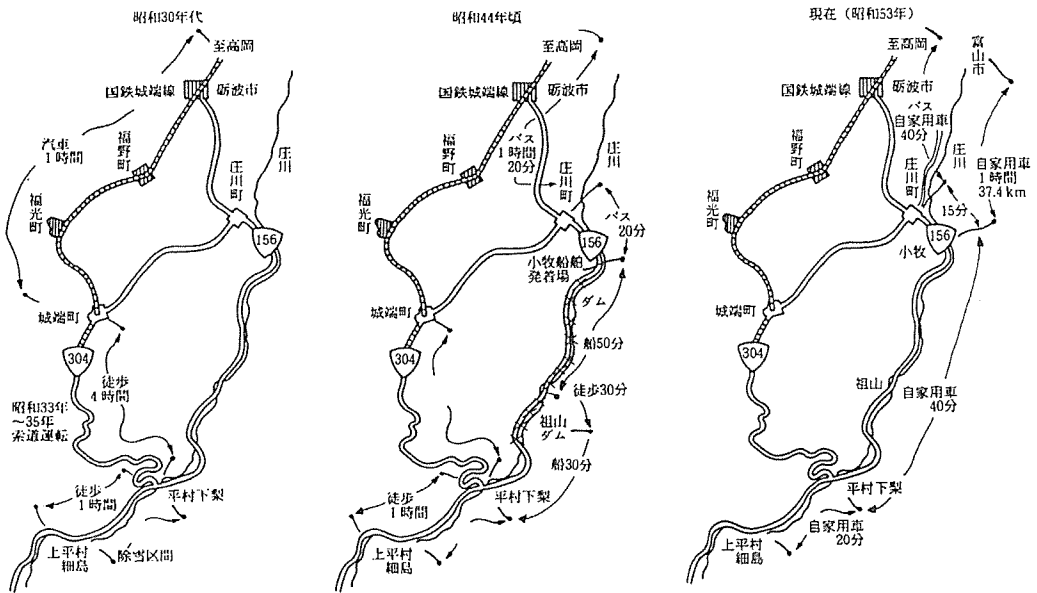 昭和30年代
至高岡
国鉄城端線
砺波市
汽車
1時間
福野町
福光町
庄川町
庄川
156
城端町
304
徒歩
4時間
昭和33年
〜35年
索道運転
徒歩
1時間
平村下梨
上平村
細島
除雪区間
昭和44年頃
至高岡
国鉄城端線
砺波市
バス
1時間
20分
福野町
福光町
庄川町
庄川
バス
20分
156
小牧船舶
発着場
ダム
城端町
304
船50分
徒歩30分
祖山
ダム
船30分
徒歩
1時間
平村下梨
上平村
細島
現在（昭和53年）
至高岡
富山市
国鉄城端線
砺波市
バス
自家用車
40分
福野町
福光町
庄川町
庄川
自家用車
1時間
37.4km
15分
156
小牧
城端町
304
祖山
自家用車
40分
平村下梨
自家用車
20分
上平村
細島